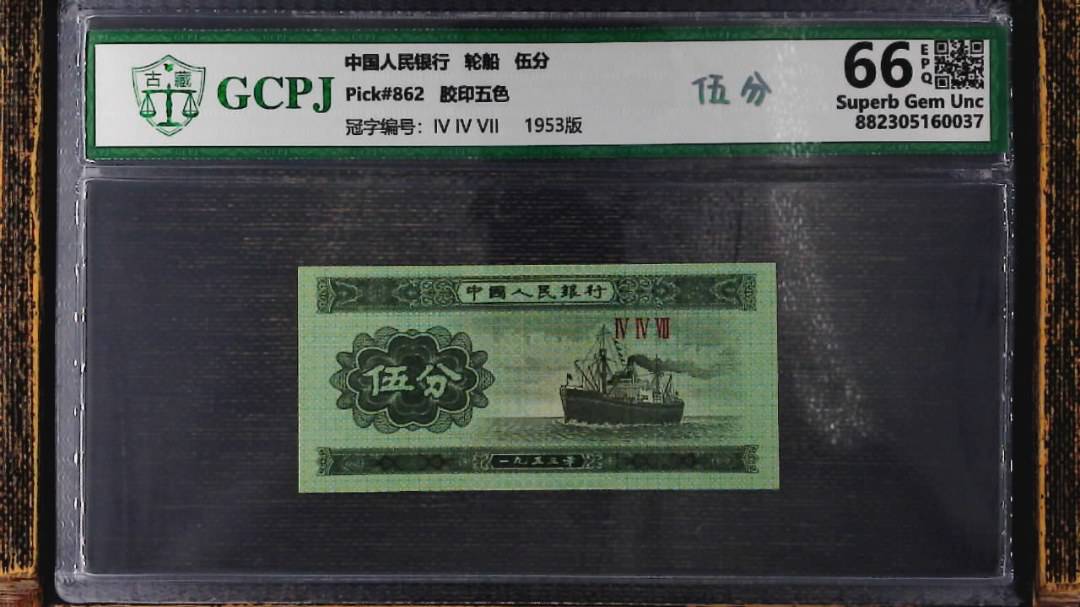 古藏
GCPJ
中国人民银行 轮船 伍分
Pick#862 胶印五色
冠字编号: IV IV VII 1953版
伍分
66 EPQ
Superb Gem Unc
882305160037
中國人民銀行
IV IV VII
伍分
一九五三年